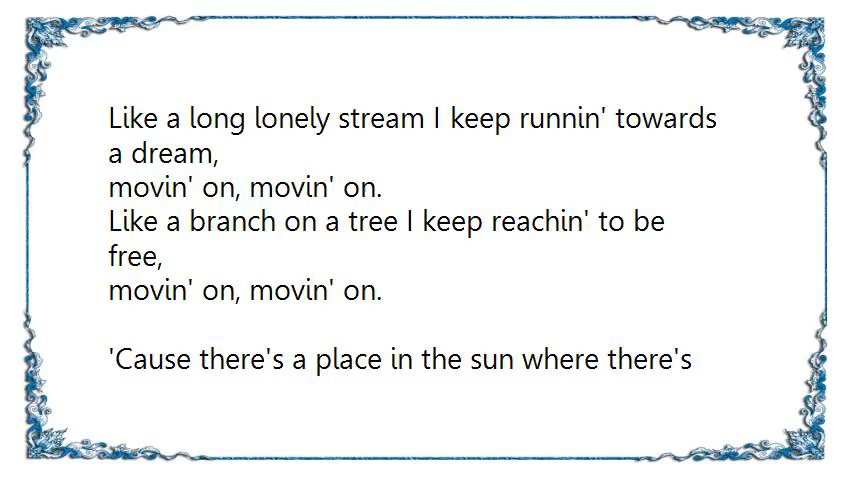 Like a long lonely stream I keep runnin' towards
a dream,
movin' on, movin' on.
Like a branch on a tree I keep reachin' to be
free,
movin' on, movin' on.
'Cause there's a place in the sun where there's